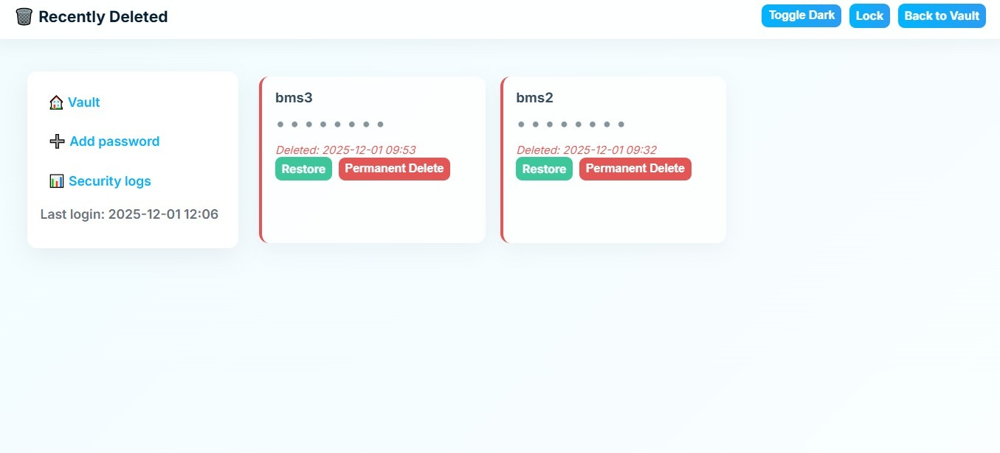 Recently Deleted
Toggle Dark Lock Back to Vault
Vault
Add password
Security logs
Last login: 2025-12-01 12:06
bms3
Deleted: 2025-12-01 09:53
Restore Permanent Delete
bms2
Deleted: 2025-12-01 09:32
Restore Permanent Delete